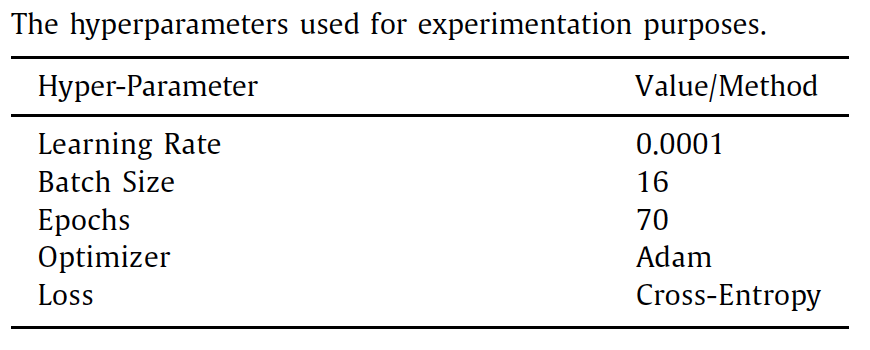 The hyperparameters used for experimentation purposes.
Hyper-Parameter Value/Method
Learning Rate 0.0001
Batch Size 16
Epochs 70
Optimizer Adam
Loss Cross-Entropy